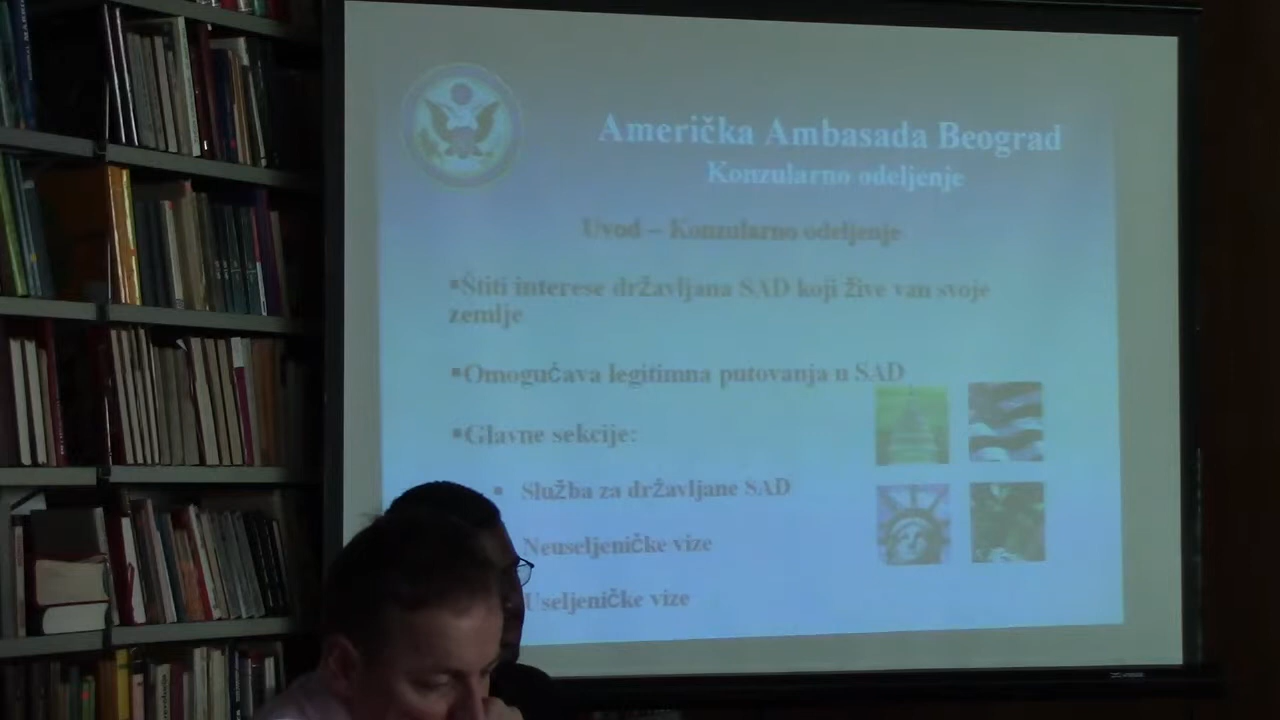 Američka Ambasada Beograd
Konzularno odeljenje
Uvod – Konzularno odeljenje
▪Štiti interese državljana SAD koji žive van svoje
zemlje
▪Omogućava legitimna putovanja u SAD
▪Glavne sekcije:
▪ Služba za državljane SAD
Neuseljeničke vize
Useljeničke vize